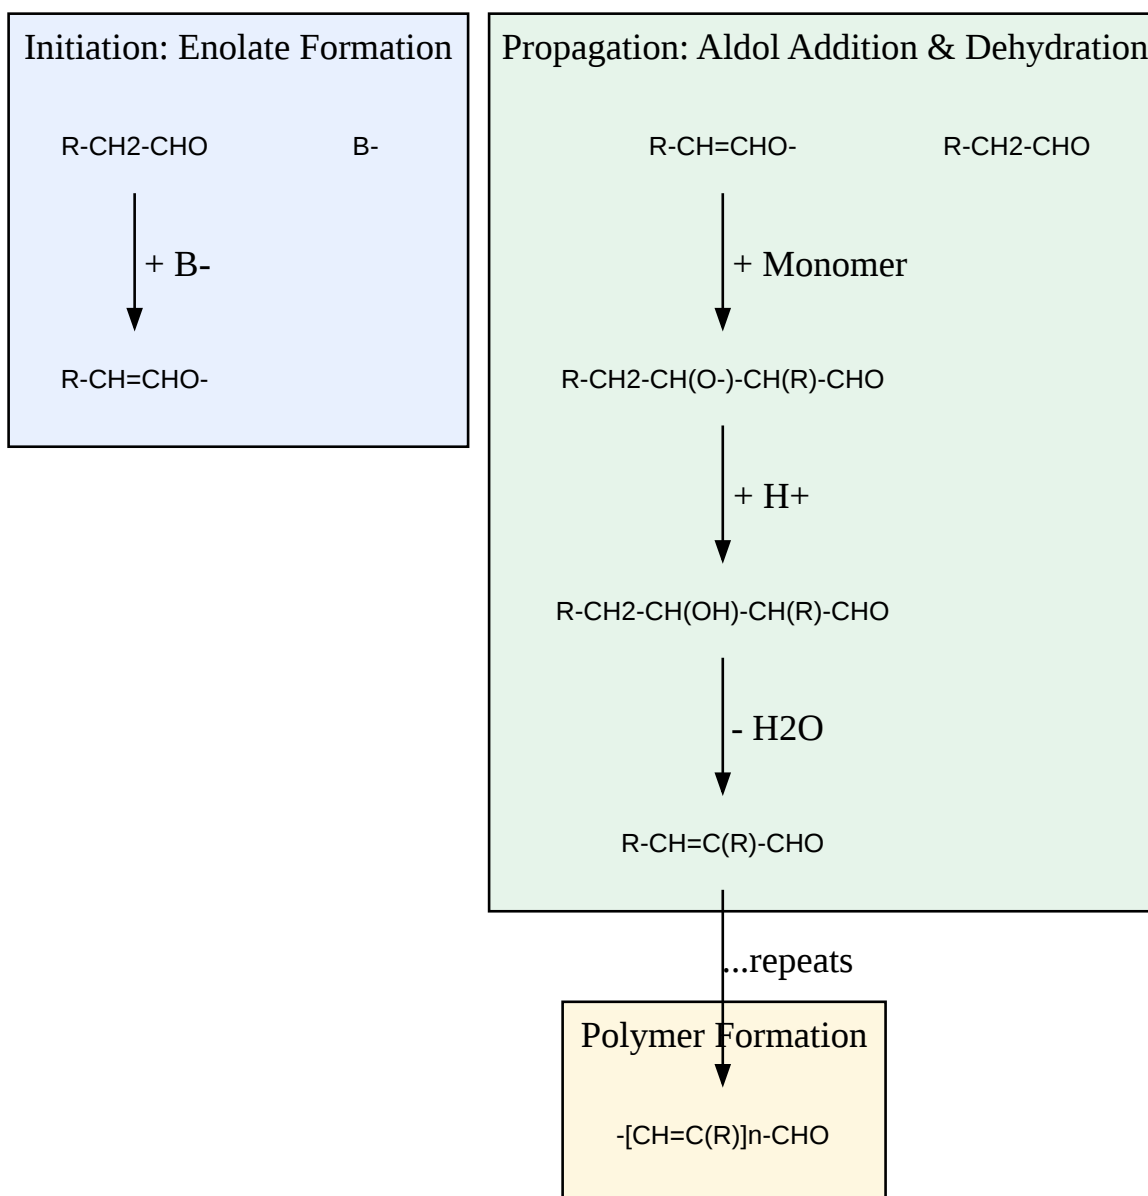 Initiation: Enolate Formation
R-CH2-CHO
B-
+ B-
R-CH=CHO-
Propagation: Aldol Addition & Dehydration
R-CH=CHO-
R-CH2-CHO
+ Monomer
R-CH2-CH(O-)-CH(R)-CHO
+ H+
R-CH2-CH(OH)-CH(R)-CHO
- H2O
R-CH=C(R)-CHO
...repeats
Polymer Formation
-[CH=C(R)]n-CHO